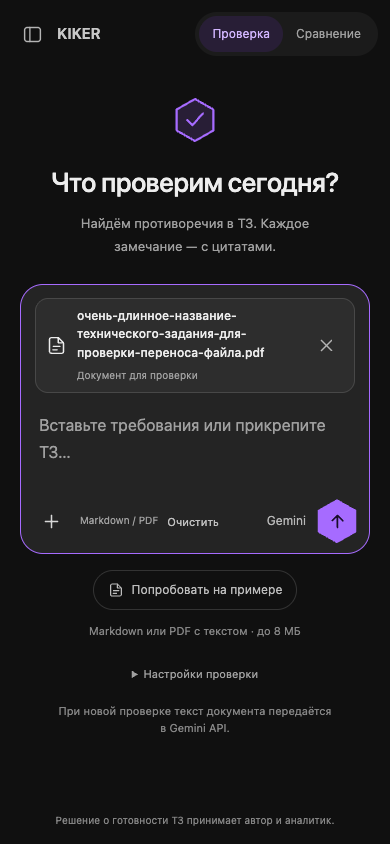 KIKER
Проверка
Сравнение
Что проверим сегодня?
Найдём противоречия в ТЗ. Каждое
замечание — с цитатами.
очень-длинное-название-
технического-задания-для-
проверки-переноса-файла.pdf
Документ для проверки
Вставьте требования или прикрепите
ТЗ...
Markdown / PDF
Очистить
Gemini
Попробовать на примере
Markdown или PDF с текстом · до 8 МБ
Настройки проверки
При новой проверке текст документа передаётся
в Gemini API.
Решение о готовности ТЗ принимает автор и аналитик.